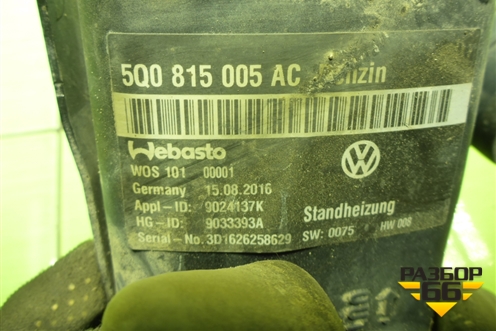 5Q0 815 005 AC Benzin
Webasto
WOS 101 00001
Germany 15.08.2016
Appl-ID: 9024137K
HG-ID: 9033393A
Serial-No.: 3D1626258629
Standheizung
SW: 0075 HW 008
РАЗБОР
66